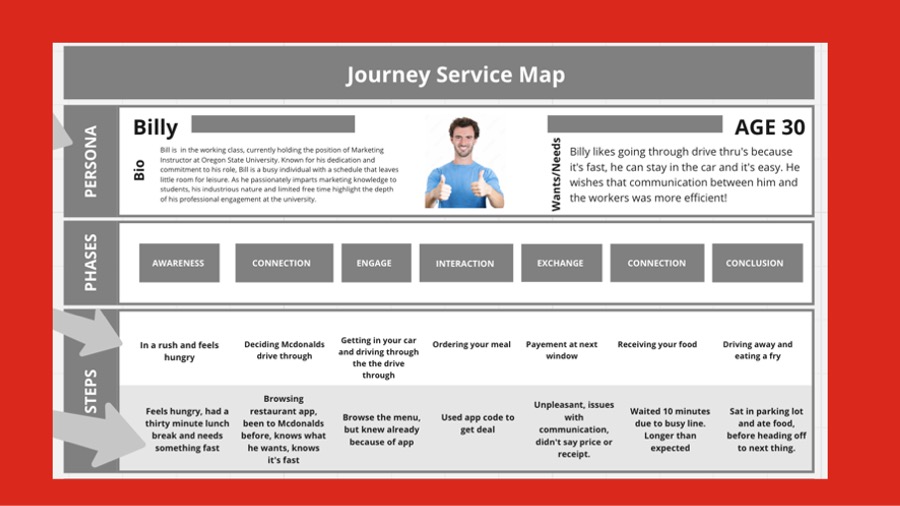 Journey Service Map
PERSONA
Billy
Bio
Bill is in the working class, currently holding the position of Marketing
Instructor at Oregon State University. Known for his dedication and
commitment to his role, Bill is a busy individual with a schedule that leaves
little room for leisure. As he passionately imparts marketing knowledge to
students, his industrious nature and limited free time highlight the depth
of his professional engagement at the university.
AGE 30
Wants/Needs
Billy likes going through drive thru's because
it's fast, he can stay in the car and it's easy. He
wishes that communication between him and
the workers was more efficient!
PHASES
AWARENESS
CONNECTION
ENGAGE
INTERACTION
EXCHANGE
CONNECTION
CONCLUSION
STEPS
In a rush and feels
hungry
Deciding Mcdonalds
drive through
Getting in your car
and driving through
the the drive
through
Ordering your meal
Payement at next
window
Receiving your food
Driving away and
eating a fry
Feels hungry, had a
thirty minute lunch
break and needs
something fast
Browsing
restaurant app,
been to Mcdonalds
before, knows what
he wants, knows
it's fast
Browse the menu,
but knew already
because of app
Used app code to
get deal
Unpleasant, issues
with
communication,
didn't say price or
receipt.
Waited 10 minutes
due to busy line.
Longer than
expected
Sat in parking lot
and ate food,
before heading off
to next thing.